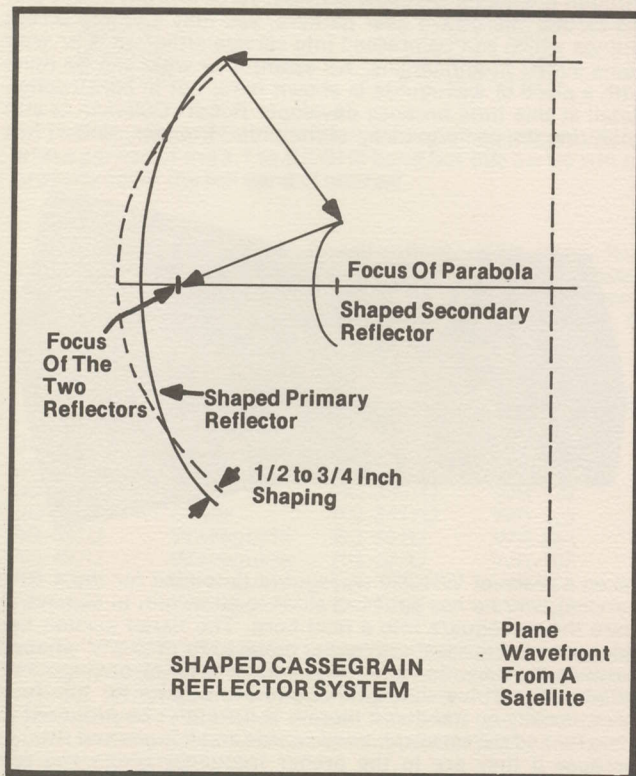 Focus Of Parabola
Shaped Secondary
Reflector
Focus
Of The
Two
Reflectors
Shaped Primary
Reflector
1/2 to 3/4 Inch
Shaping
Plane
Wavefront
From A
Satellite
SHAPED CASSEGRAIN
REFLECTOR SYSTEM